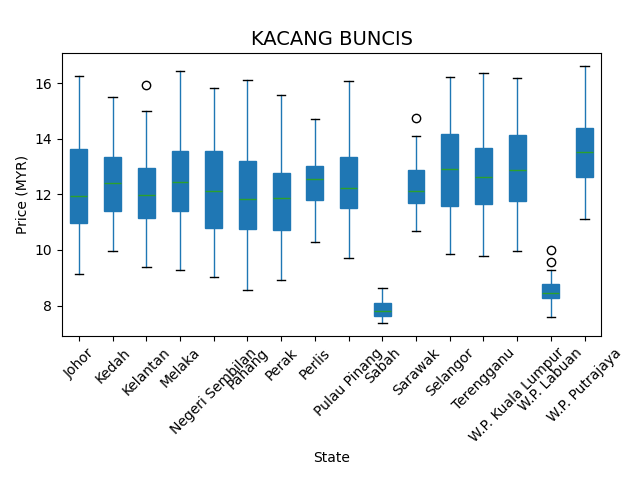 KACANG BUNCIS
Price (MYR)
16
14
12
10
8
Johor
Kedah
Kelantan
Melaka
Negeri Sembilan
Pahang
Perak
Perlis
Pulau Pinang
Sabah
Sarawak
Selangor
Terengganu
W.P. Kuala Lumpur
W.P. Labuan
W.P. Putrajaya
State